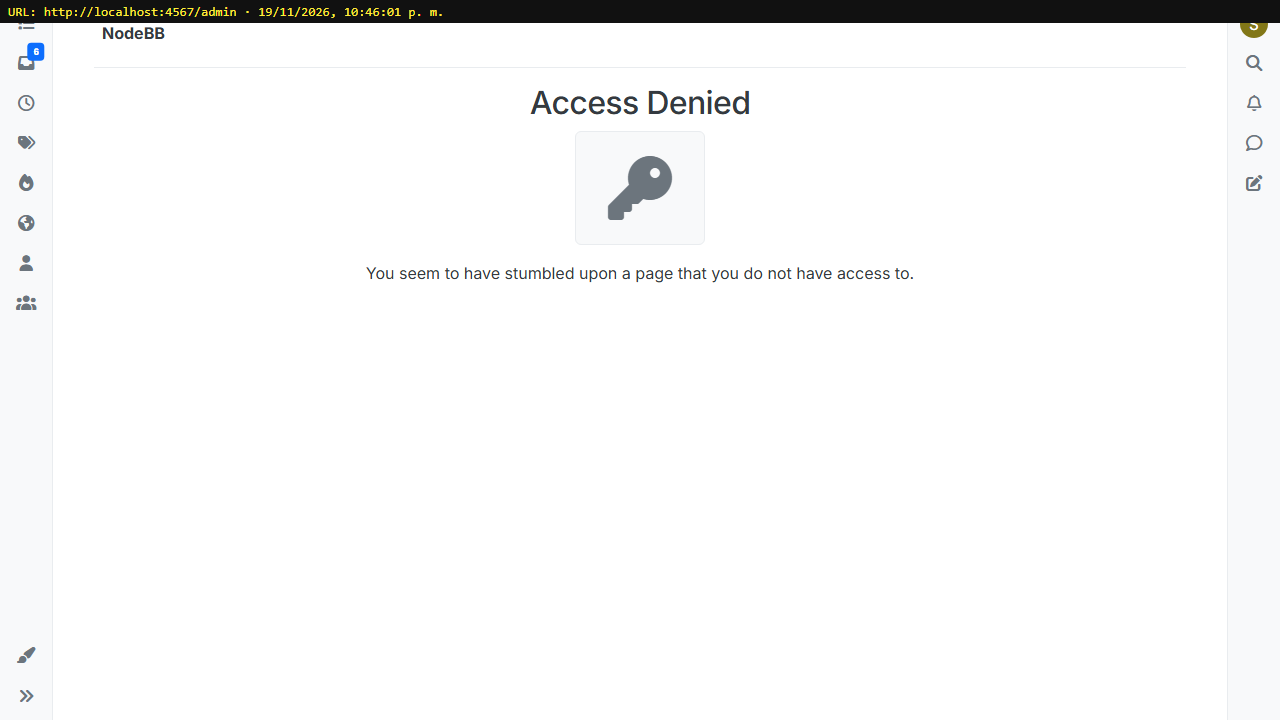 URL: http://localhost:4567/admin · 19/11/2026, 10:46:01 p. m.
S
NodeBB
6
Access Denied
You seem to have stumbled upon a page that you do not have access to.